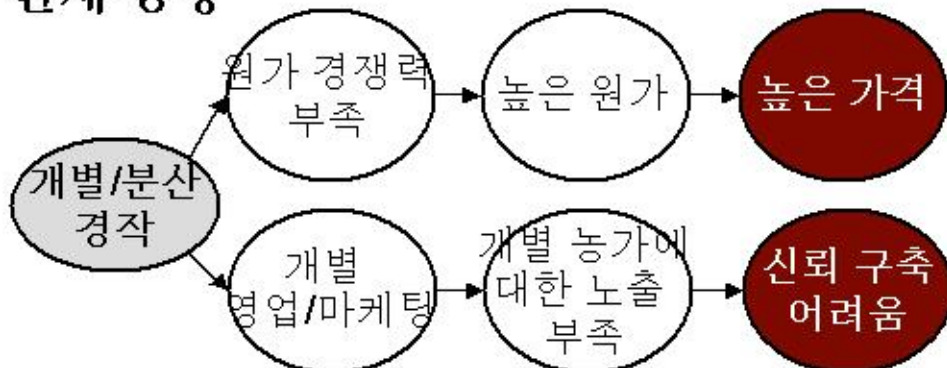 원가 경쟁력
부족
높은 원가
높은 가격
개별/분산
경작
개별
영업/마케팅
개별 농가에
대한 노출
부족
신뢰 구축
어려움